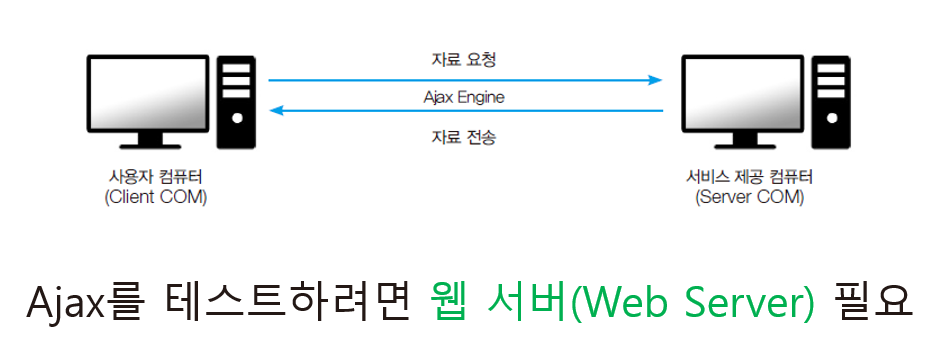 자료 요청
Ajax Engine
자료 전송
사용자 컴퓨터
(Client COM)
서비스 제공 컴퓨터
(Server COM)
Ajax를 테스트하려면 웹 서버(Web Server) 필요